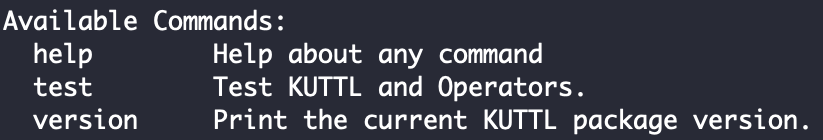 Available Commands:
  help        Help about any command
  test        Test KUTTL and Operators.
  version     Print the current KUTTL package version.